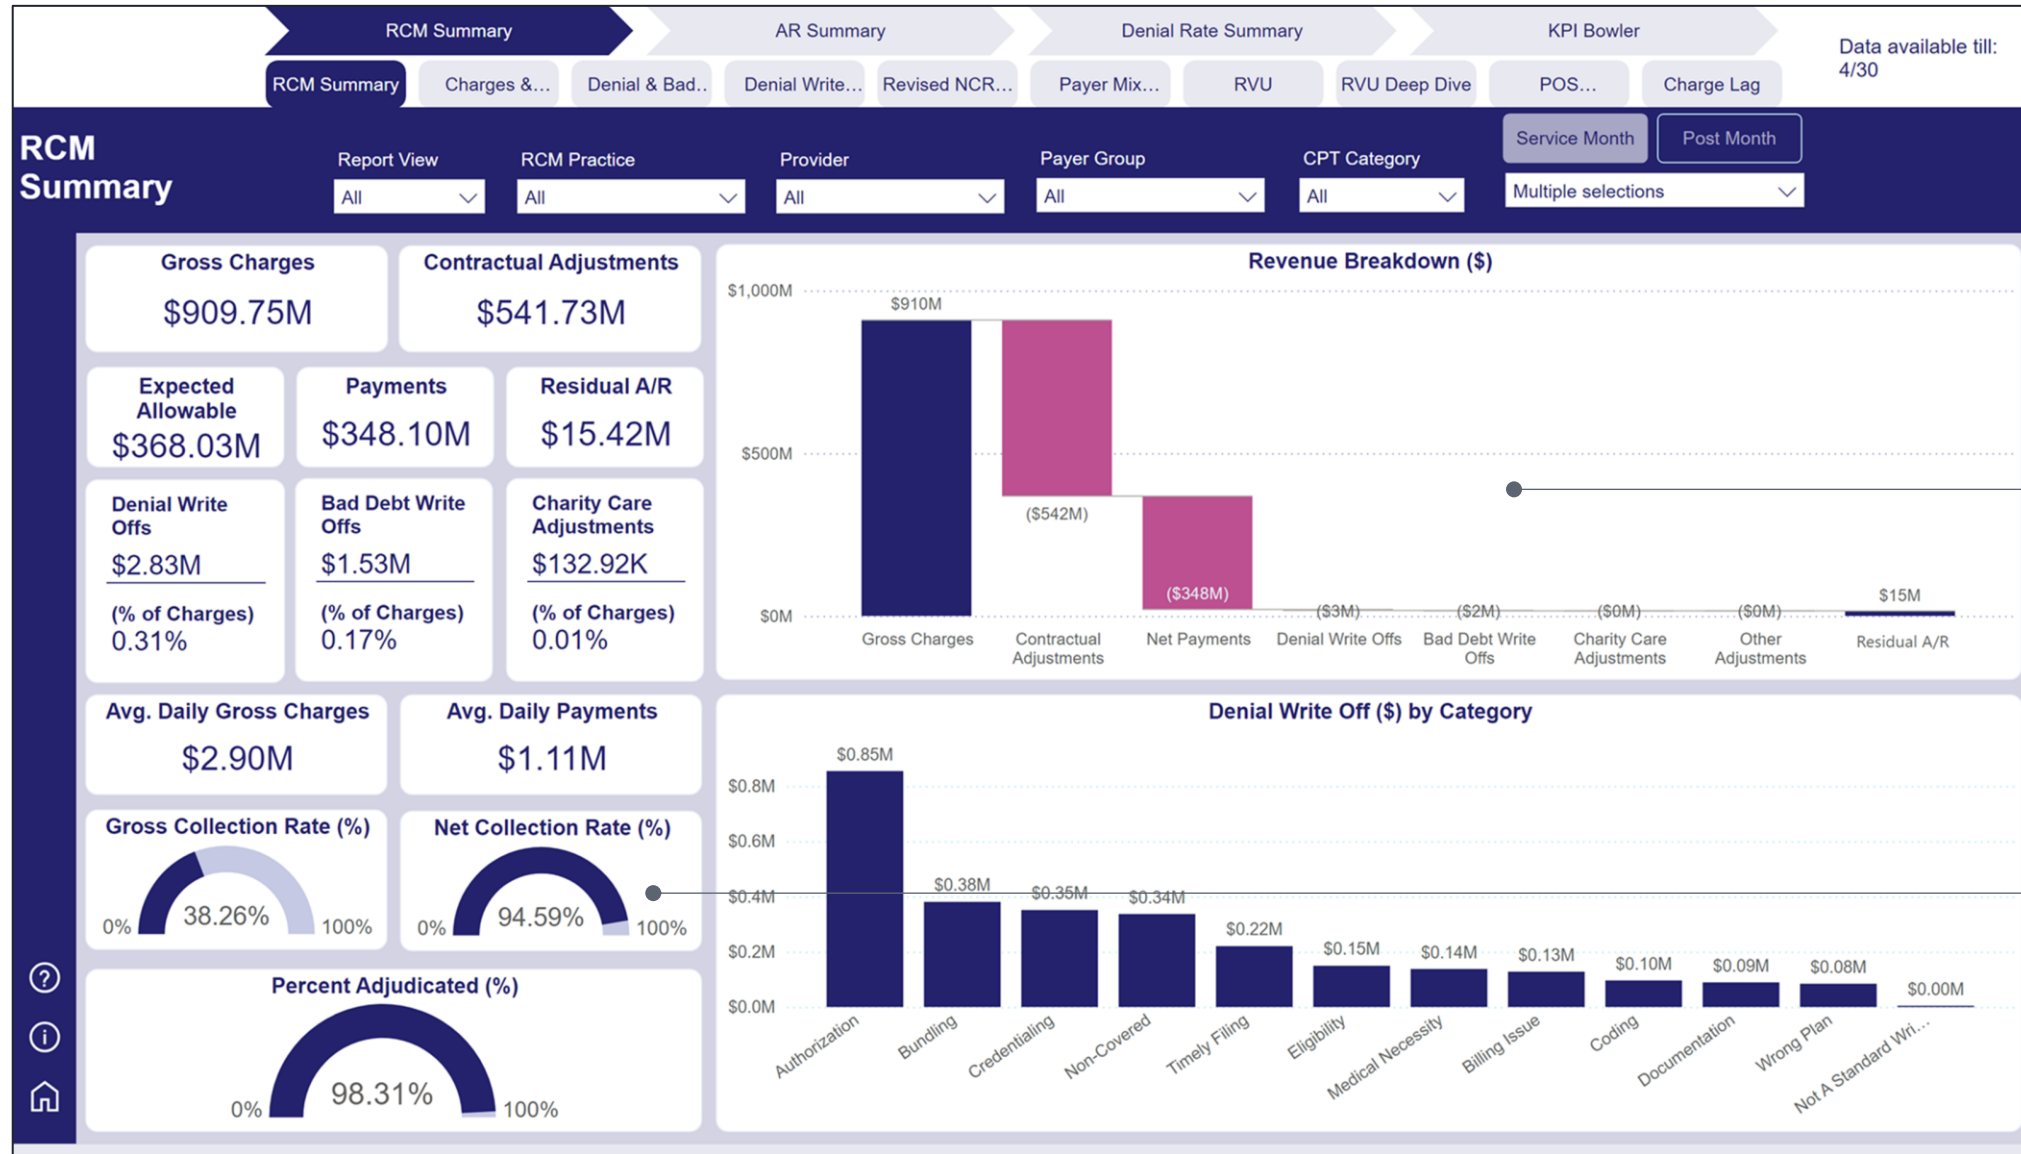 RCM Summary
AR Summary
Denial Rate Summary
KPI Bowler
Data available till:
4/30
RCM Summary
Charges &...
Denial & Bad..
Denial Write...
Revised NCR...
Payer Mix...
RVU
RVU Deep Dive
POS...
Charge Lag
RCM
Summary
Report View
All
RCM Practice
All
Provider
All
Payer Group
All
CPT Category
All
Service Month
Post Month
Multiple selections
Gross Charges
$909.75M
Contractual Adjustments
$541.73M
Expected
Allowable
$368.03M
Payments
$348.10M
Residual A/R
$15.42M
Denial Write
Offs
$2.83M
(% of Charges)
0.31%
Bad Debt Write
Offs
$1.53M
(% of Charges)
0.17%
Charity Care
Adjustments
$132.92K
(% of Charges)
0.01%
Avg. Daily Gross Charges
$2.90M
Avg. Daily Payments
$1.11M
Gross Collection Rate (%)
0%
38.26%
100%
Net Collection Rate (%)
0%
94.59%
100%
Percent Adjudicated (%)
0%
98.31%
100%
Revenue Breakdown ($)
$1,000M
$500M
$0M
$910M
($542M)
($348M)
($3M)
($2M)
($0M)
($0M)
$15M
Gross Charges
Contractual
Adjustments
Net Payments
Denial Write Offs
Bad Debt Write
Offs
Charity Care
Adjustments
Other
Adjustments
Residual A/R
Denial Write Off ($) by Category
$0.8M
$0.6M
$0.4M
$0.2M
$0.0M
$0.85M
$0.38M
$0.35M
$0.34M
$0.22M
$0.15M
$0.14M
$0.13M
$0.10M
$0.09M
$0.08M
$0.00M
Authorization
Bundling
Credentialing
Non-Covered
Timely Filing
Eligibility
Medical Necessity
Billing Issue
Coding
Documentation
Wrong Plan
Not A Standard Wri...